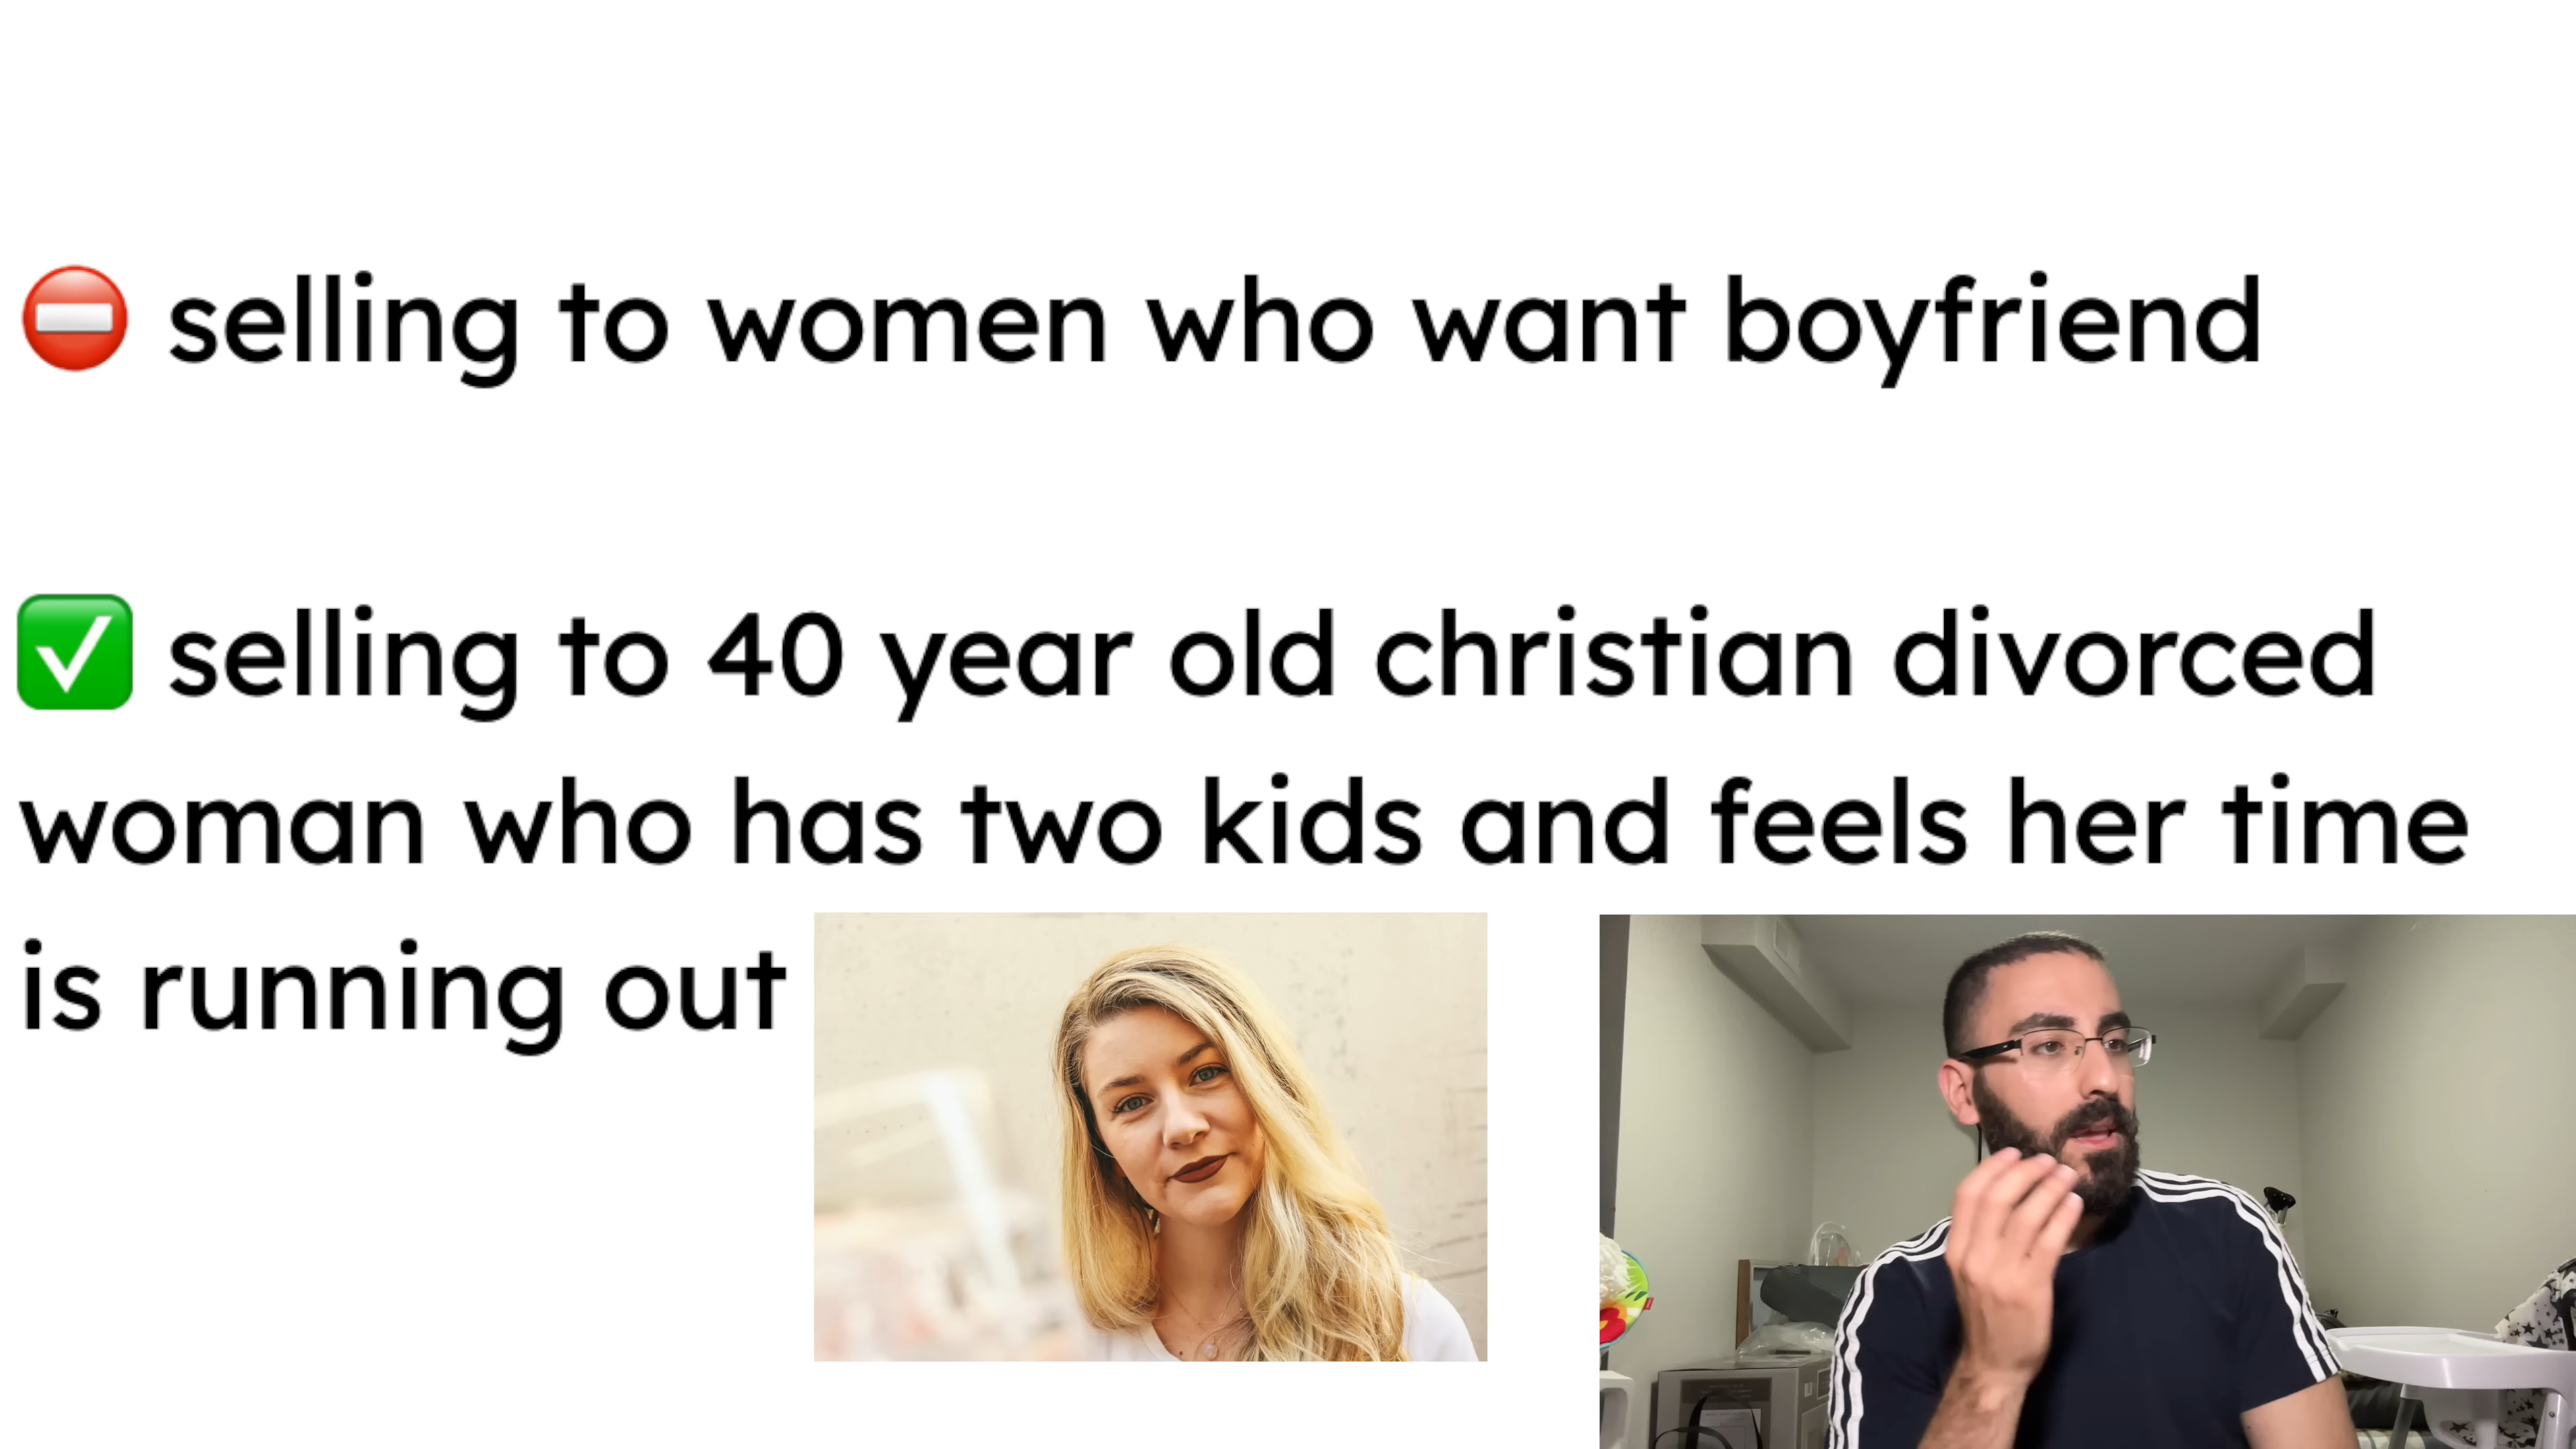 ⛔ selling to women who want boyfriend
✅ selling to 40 year old christian divorced
woman who has two kids and feels her time
is running out